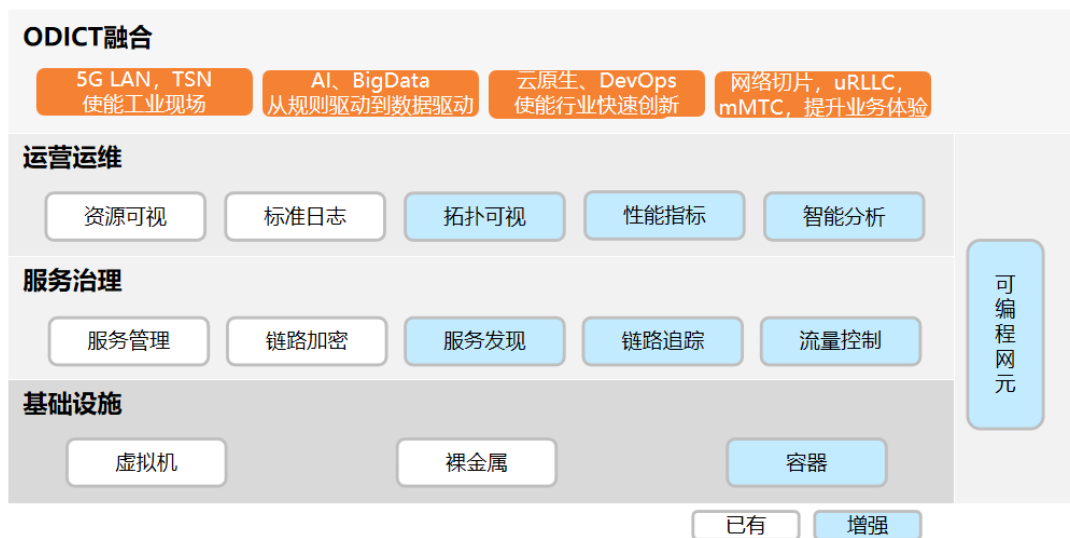 ODICT融合
5G LAN，TSN
使能工业现场
AI、BigData
从规则驱动到数据驱动
云原生、DevOps
使能行业快速创新
网络切片，uRLLC，
mMTC，提升业务体验
运营运维
资源可视
标准日志
拓扑可视
性能指标
智能分析
服务治理
服务管理
链路加密
服务发现
链路追踪
流量控制
可
编
程
网
元
基础设施
虚拟机
裸金属
容器
已有
增强